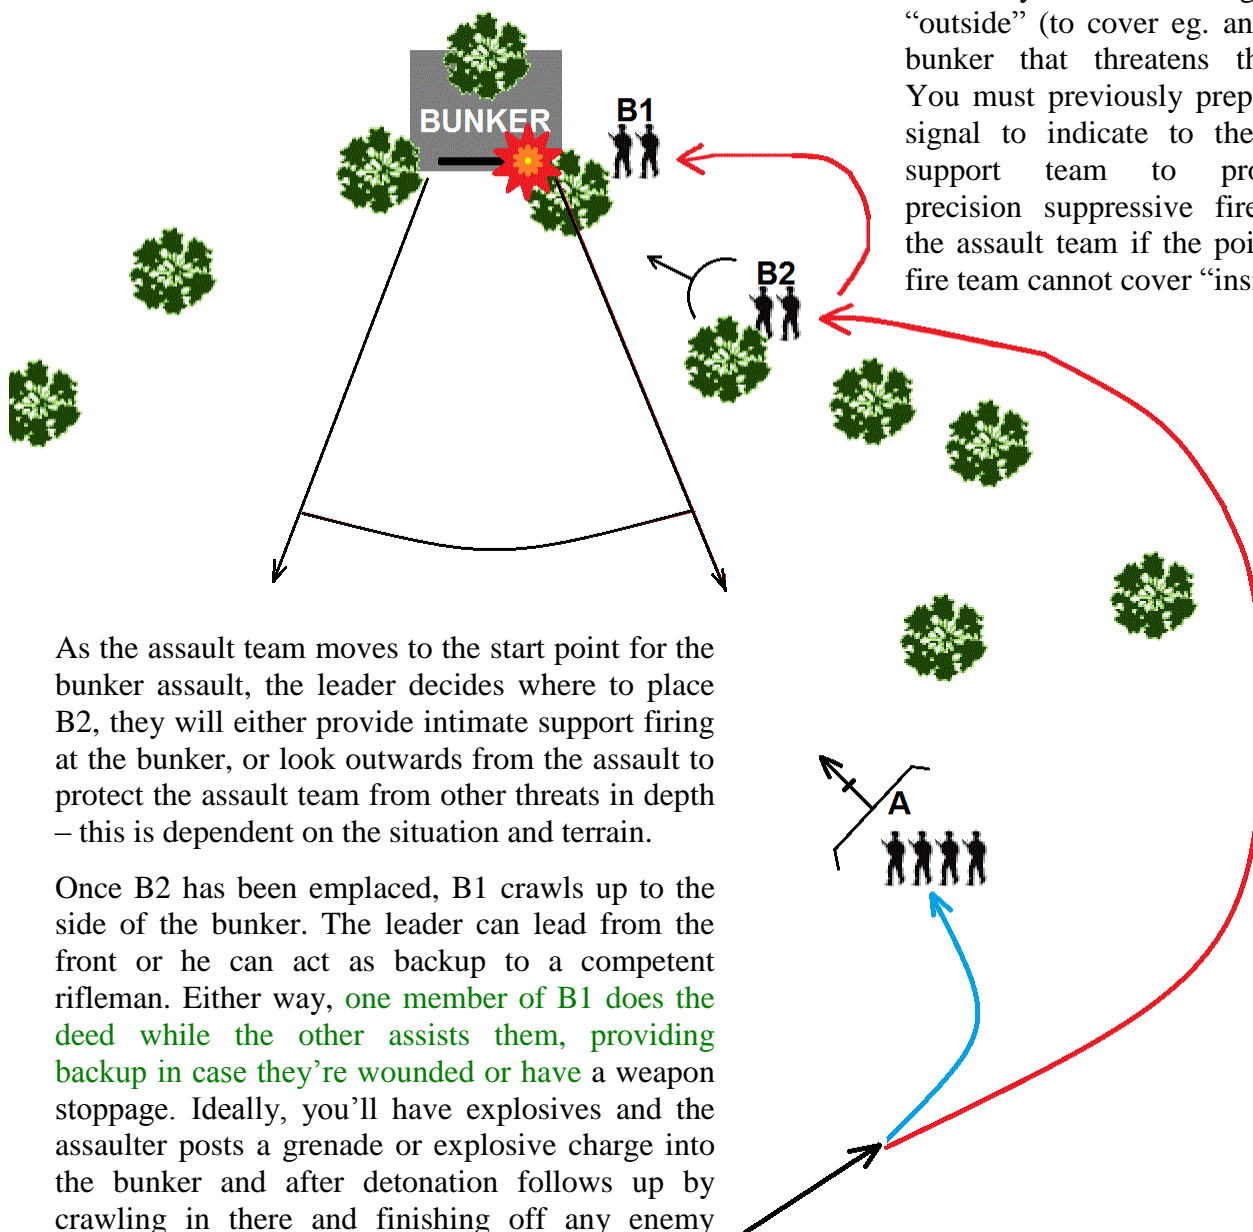 “outside” (to cover eg. an
bunker that threatens th
You must previously prep
signal to indicate to the
support team to pro
precision suppressive fire
the assault team if the poi
fire team cannot cover “ins
BUNKER
B1
B2
A
As the assault team moves to the start point for the
bunker assault, the leader decides where to place
B2, they will either provide intimate support firing
at the bunker, or look outwards from the assault to
protect the assault team from other threats in depth
– this is dependent on the situation and terrain.
Once B2 has been emplaced, B1 crawls up to the
side of the bunker. The leader can lead from the
front or he can act as backup to a competent
rifleman. Either way, one member of B1 does the
deed while the other assists them, providing
backup in case they’re wounded or have a weapon
stoppage. Ideally, you’ll have explosives and the
assaulter posts a grenade or explosive charge into
the bunker and after detonation follows up by
crawling in there and finishing off any enemy